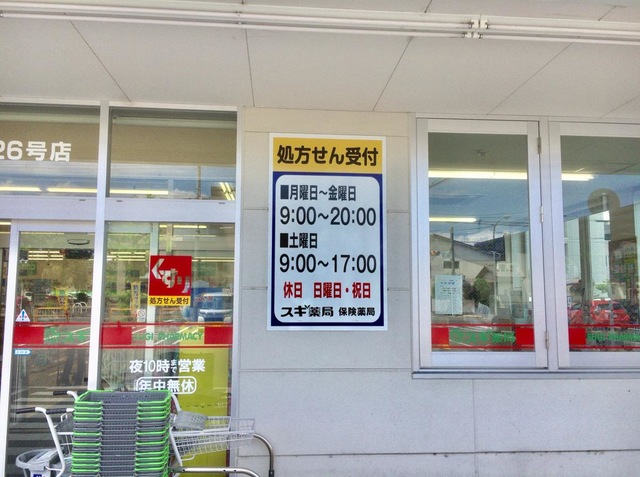 26号店
処方せん受付
■月曜日～金曜日
9:00～20:00
■土曜日
9:00～17:00
休日 日曜日・祝日
スギ薬局 保険薬局
くすり
処方せん受付
SUGI PHARMACY
夜10時まで営業
年中無休